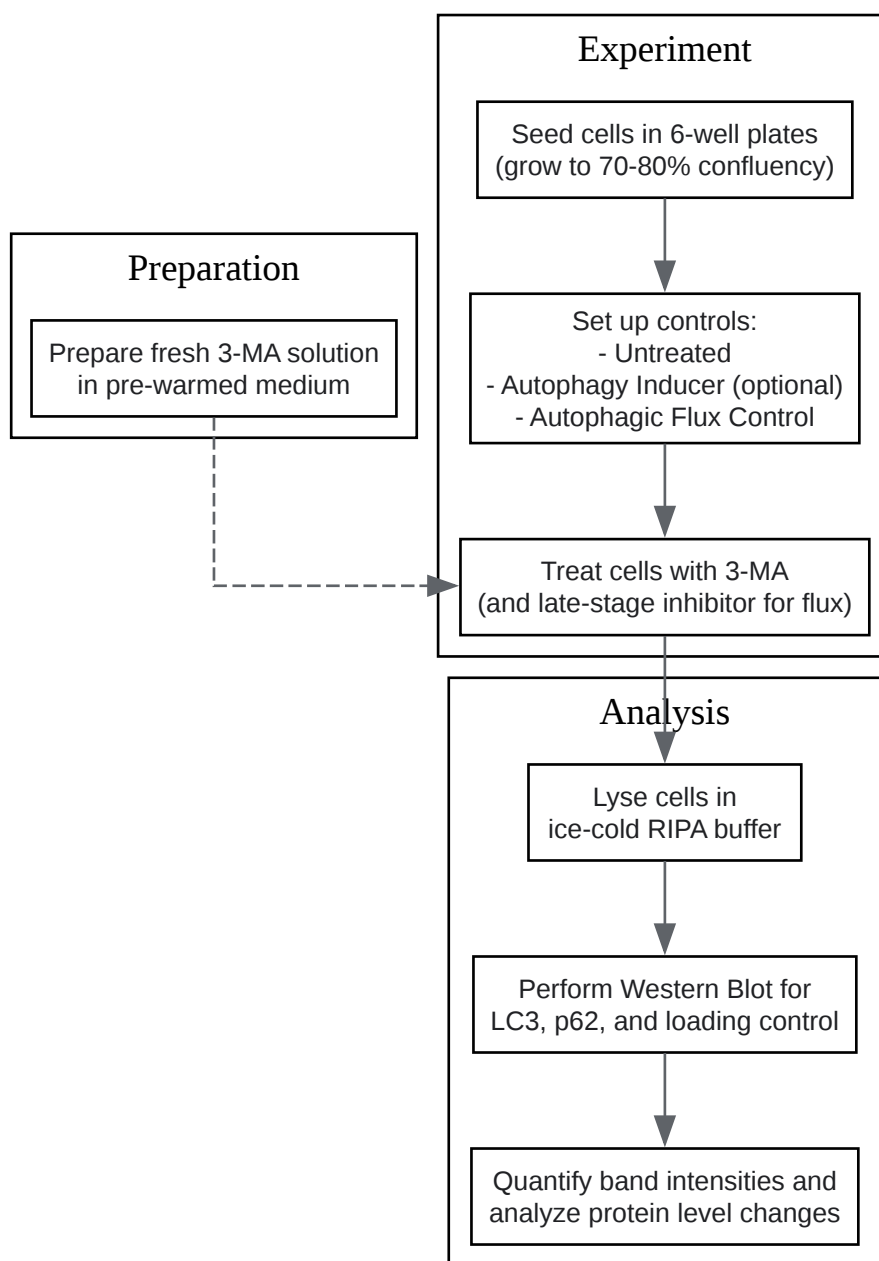 Experiment
Seed cells in 6-well plates
(grow to 70-80% confluency)
Preparation
Prepare fresh 3-MA solution
in pre-warmed medium
Set up controls:
- Untreated
- Autophagy Inducer (optional)
- Autophagic Flux Control
Treat cells with 3-MA
(and late-stage inhibitor for flux)
Analysis
Lyse cells in
ice-cold RIPA buffer
Perform Western Blot for
LC3, p62, and loading control
Quantify band intensities and
analyze protein level changes